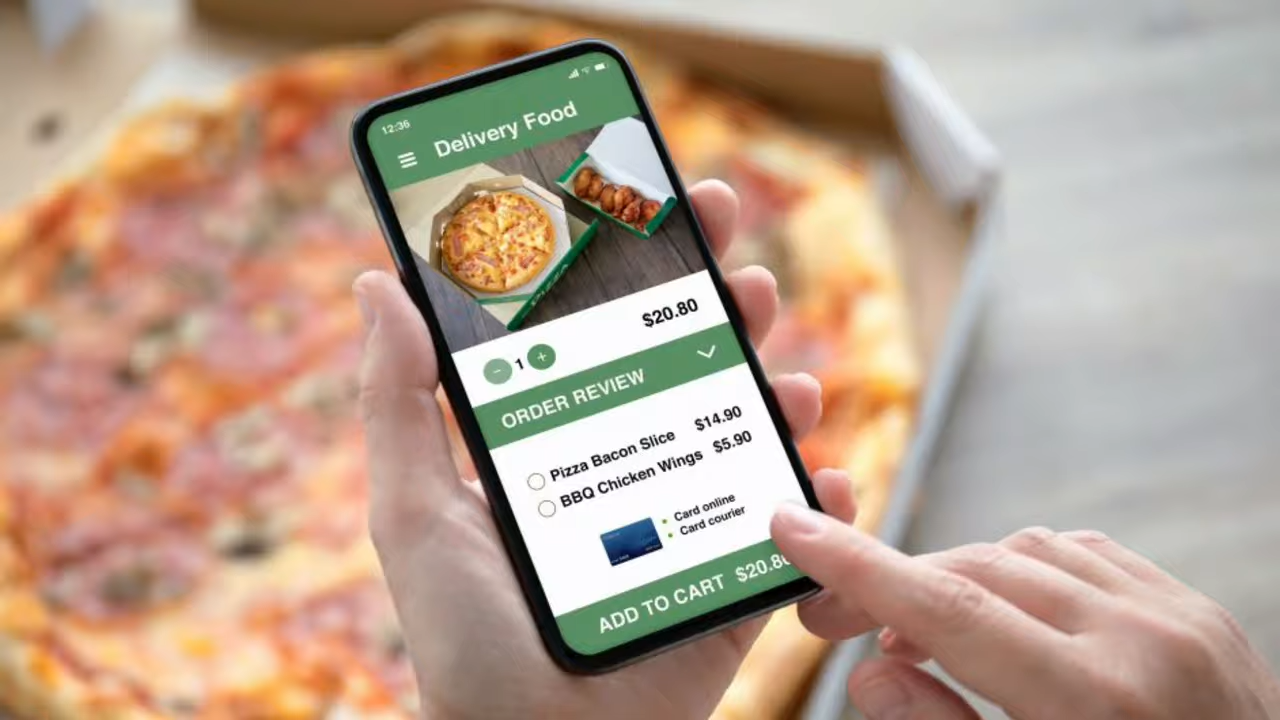 12:36
Delivery Food
PIZZA
$20.80
1
ORDER REVIEW
Pizza Bacon Slice $14.90
BBQ Chicken Wings $5.90
Card online
Card courier
ADD TO CART $20.80